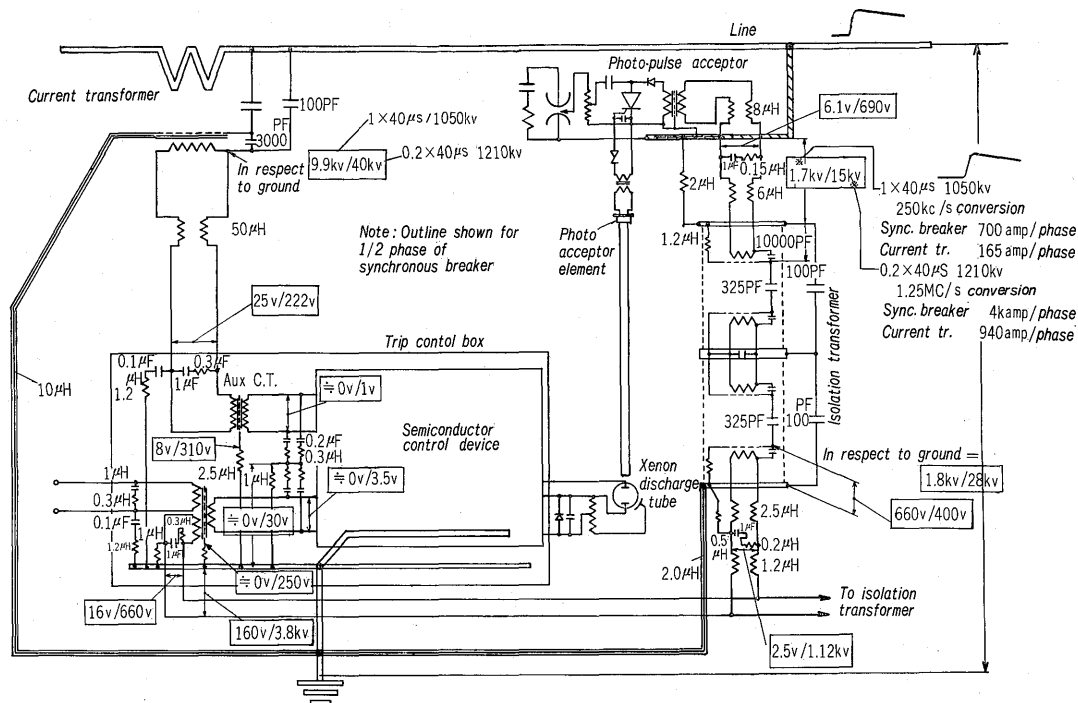 Line
Current transformer
100PF
PF
3000
In respect
to ground
1×40μs/1050kv
9.9kv/40kv
0.2×40μs 1210kv
50μH
Note: Outline shown for
1/2 phase of
synchronous breaker
Photo-pulse acceptor
8μH
6.1v/690v
1μF
0.15μH
2μH
6μH
1.7kv/15kv
※
※
1×40μs 1050kv
250kc/s conversion
Sync. breaker 700 amp/phase
Current tr. 165 amp/phase
0.2×40μS 1210kv
1.25MC/s conversion
Sync. breaker 4kamp/phase
Current tr. 940amp/phase
Photo
acceptor
element
1.2μH
10000PF
100PF
325PF
Isolation transformer
325PF
PF
100
25v/222v
Trip contol box
0.1μF
0.3μH
μH
1.2
1μF
Aux C.T.
≒0v/1v
10μH
8v/310v
0.2μF
0.3μH
Semiconductor
control device
2.5μH
1μH
≒0v/3.5v
1μH
0.3μH
0.1μF
0.3μH
≒0v/30v
1.2μH
1μH
1μF
≒0v/250v
16v/660v
160v/3.8kv
Xenon
discharge
tube
In respect to ground=
1.8kv/28kv
2.5μH
660v/400v
1μF
0.5
μH
0.2μH
2.0μH
1.2μH
To isolation
transformer
2.5v/1.12kv